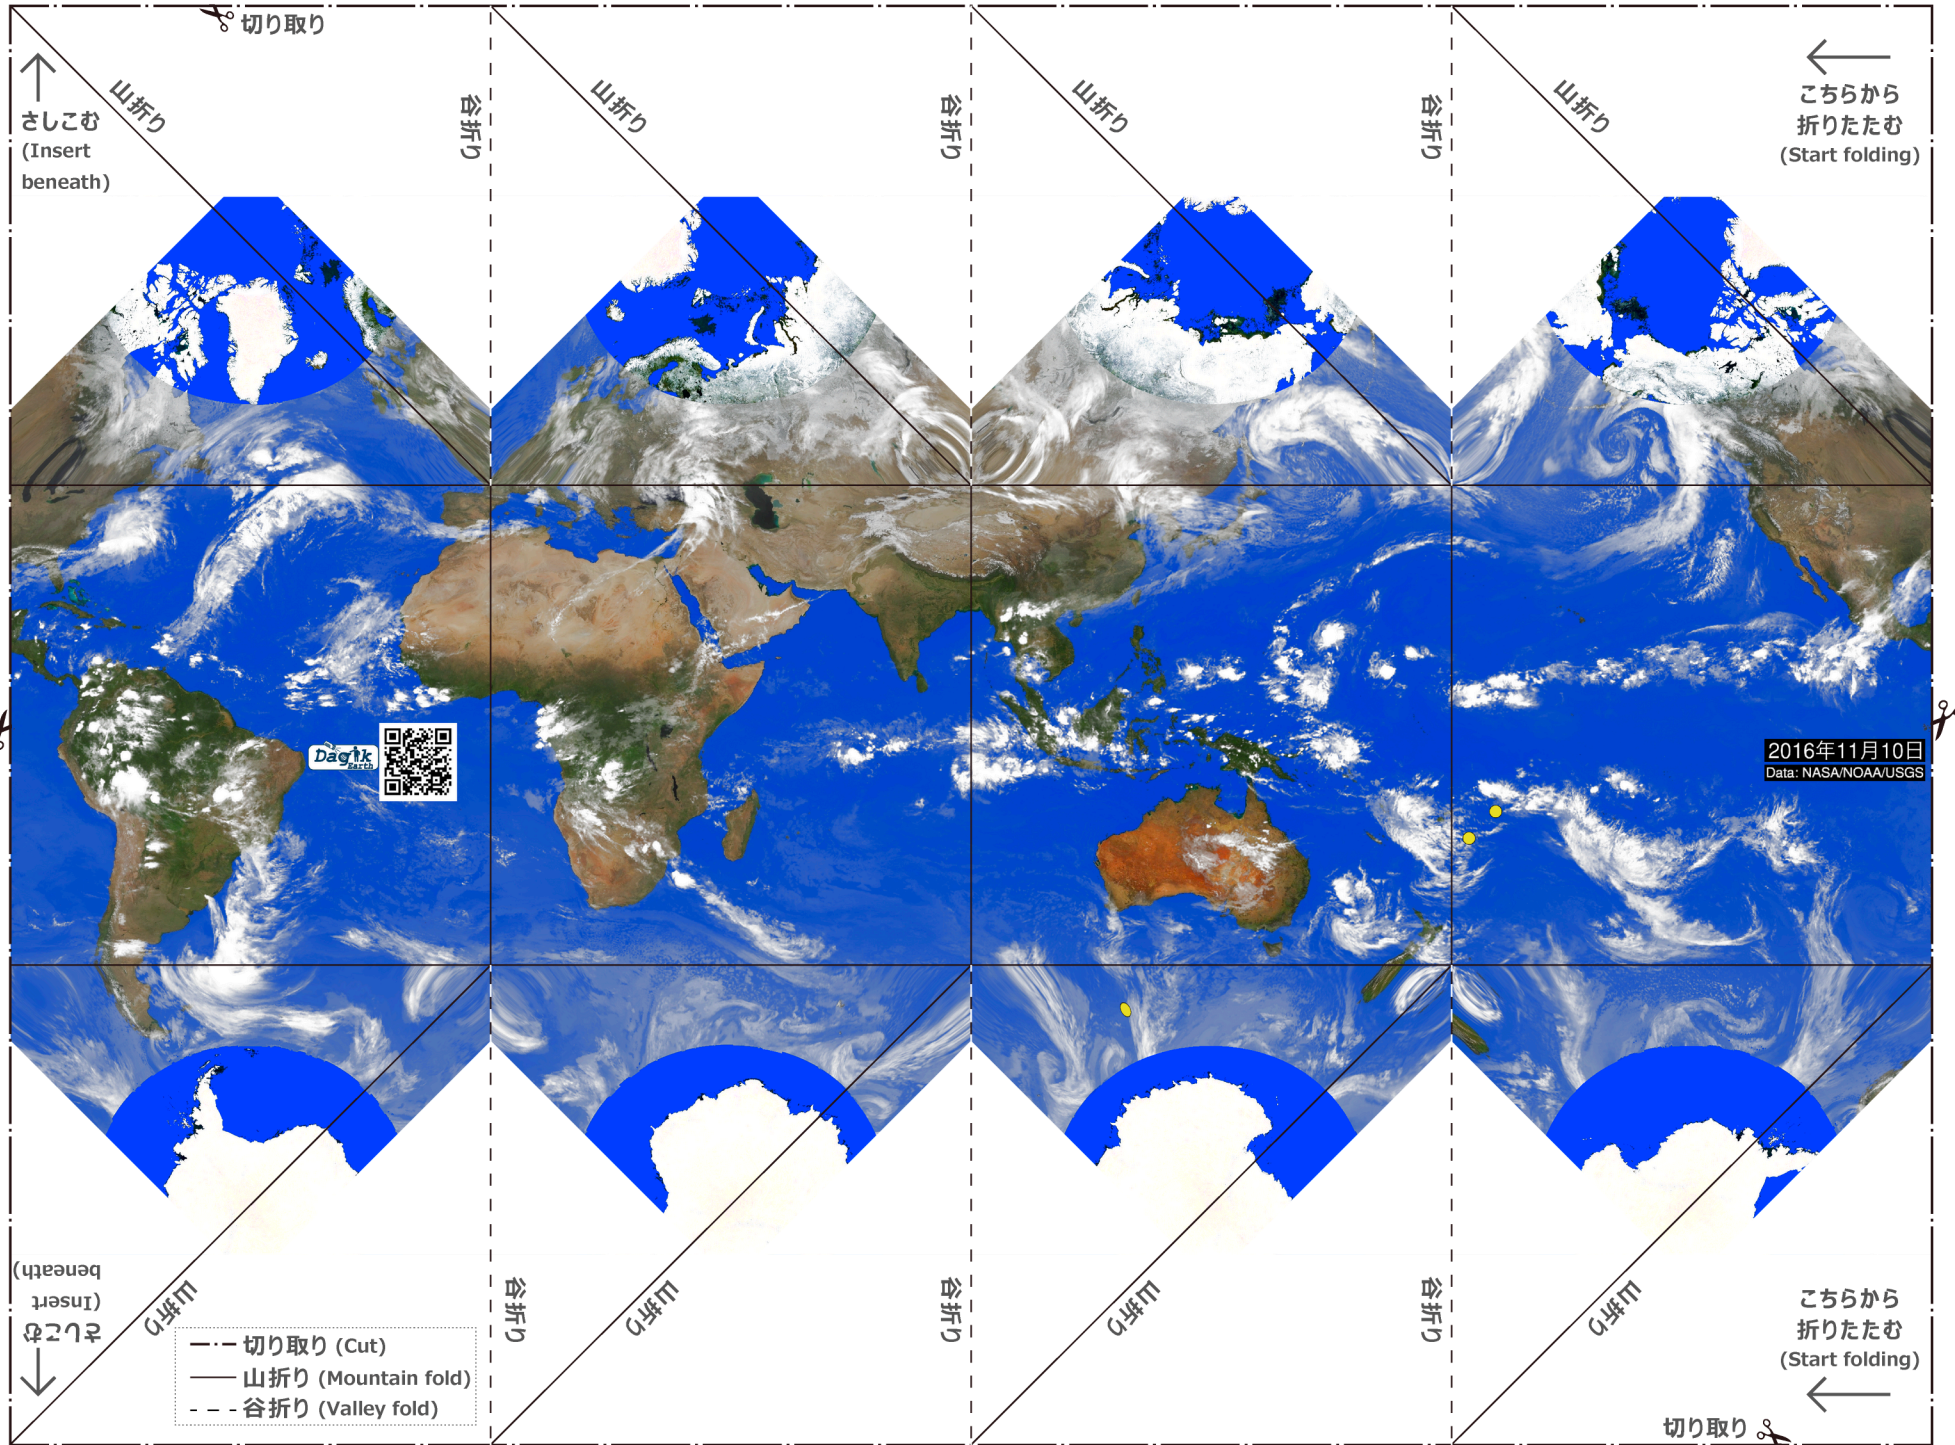 切り取り
さしこむ
(Insert
beneath)
山折り
谷折り
山折り
谷折り
山折り
谷折り
山折り
こちらから
折りたたむ
(Start folding)
Dagik
Earth
2016年11月10日
Data: NASA/NOAA/USGS
さしこむ
(Insert
beneath)
山折り
谷折り
山折り
谷折り
山折り
谷折り
山折り
こちらから
折りたたむ
(Start folding)
切り取り (Cut)
山折り (Mountain fold)
谷折り (Valley fold)
切り取り